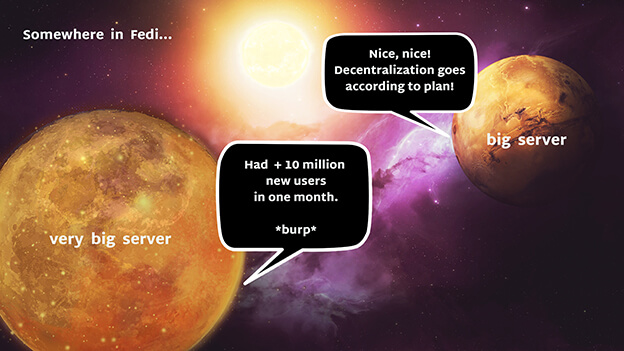 Somewhere in Fedi...
Nice, nice!
Decentralization goes
according to plan!
big server
Had + 10 million
new users
in one month.
*burp*
very big server